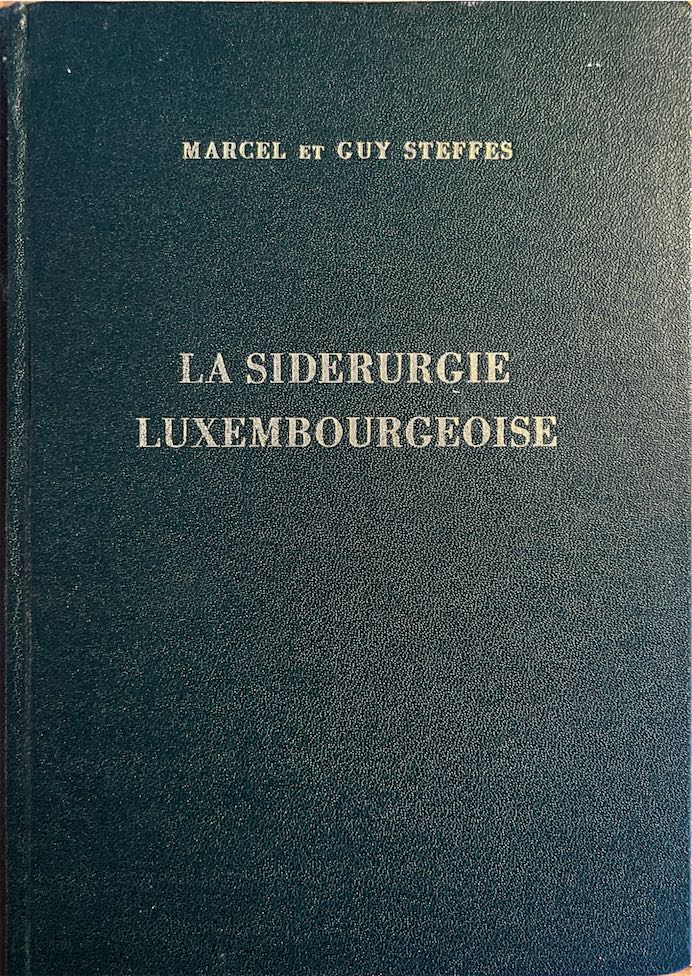 MARCEL ET GUY STEFFES
LA SIDERURGIE
LUXEMBOURGEOISE